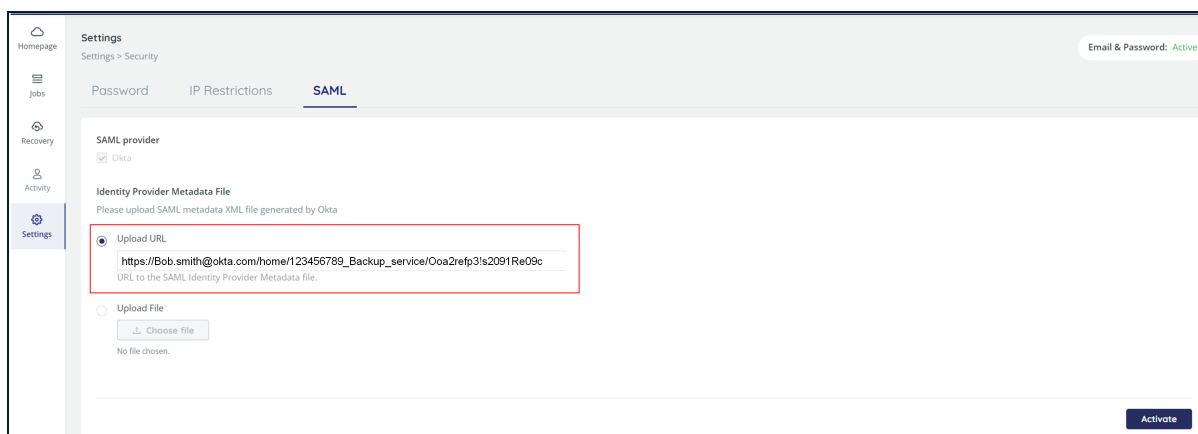 Homepage
Jobs
Recovery
Activity
Settings
Settings
Settings > Security
Email & Password: Active
Password IP Restrictions SAML
SAML provider
Okta
Identity Provider Metadata File
Please upload SAML metadata XML file generated by Okta
Upload URL
https://Bob.smith@okta.com/home/123456789_Backup_service/Ooa2refp3!s2091Re09c
URL to the SAML Identity Provider Metadata file.
Upload File
Choose file
No file chosen.
Activate